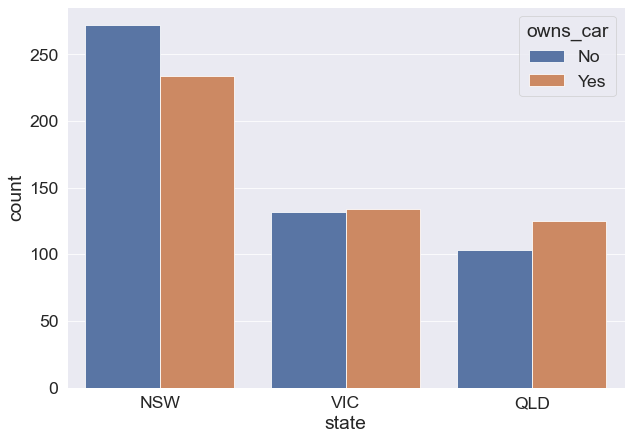 owns_car
No
Yes
250
200
150
100
50
0
count
NSW VIC QLD
state